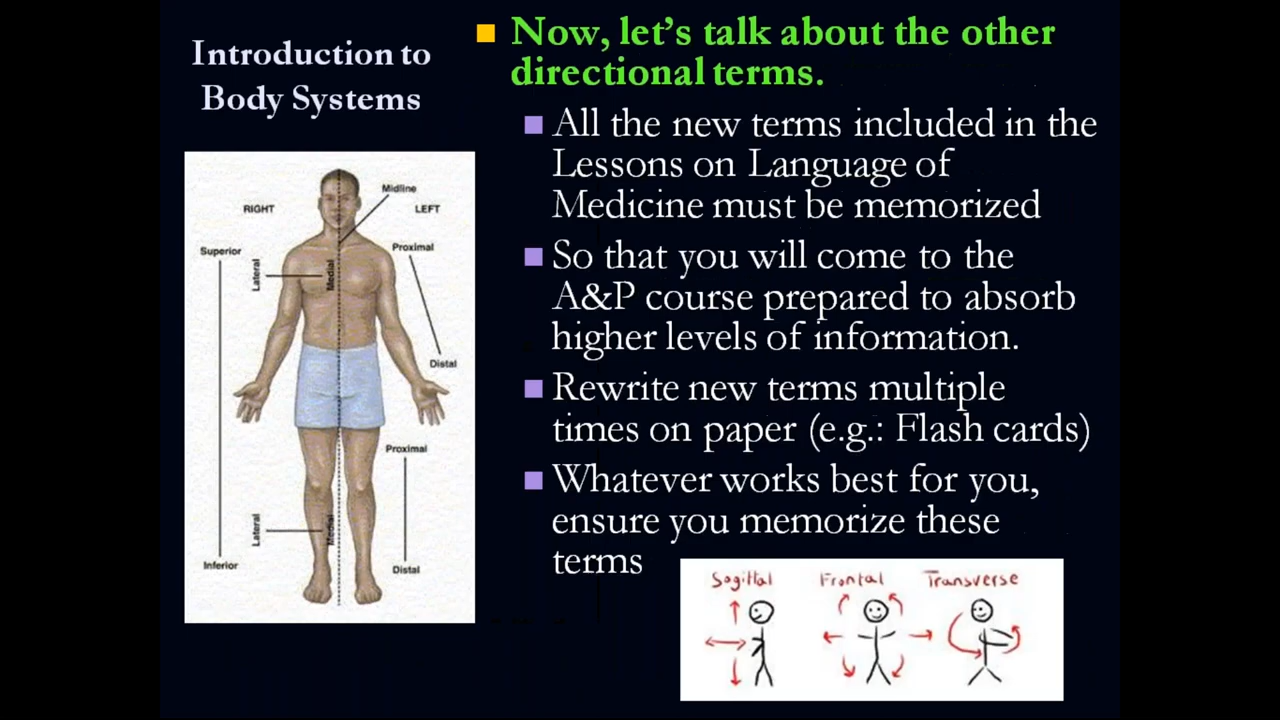 Introduction to
Body Systems
Now, let's talk about the other
directional terms.
All the new terms included in the
Lessons on Language of
Medicine must be memorized
So that you will come to the
A&P course prepared to absorb
higher levels of information.
Rewrite new terms multiple
times on paper (e.g.: Flash cards)
Whatever works best for you,
ensure you memorize these
terms
Midline
RIGHT
LEFT
Superior
Proximal
Lateral
Medial
Distal
Proximal
Lateral
Medial
Inferior
Distal
Sagittal
Frontal
Transverse